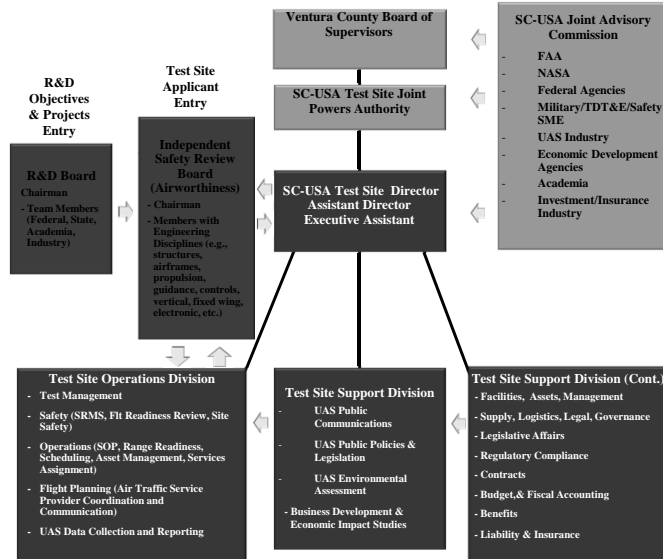 Ventura County Board of
Supervisors
SC-USA Joint Advisory
Commission
- FAA
- NASA
- Federal Agencies
- Military/TDT&E/Safety
SME
- UAS Industry
- Economic Development
Agencies
- Academia
- Investment/Insurance
Industry
SC-USA Test Site Joint
Powers Authority
R&D
Objectives
& Projects
Entry
Test Site
Applicant
Entry
R&D Board
Chairman
- Team Members
(Federal, State,
Academia,
Industry)
Independent
Safety Review
Board
(Airworthiness)
- Chairman
- Members with
Engineering
Disciplines (e.g.,
structures,
airframes,
propulsion,
guidance, controls,
vertical, fixed wing,
electronic, etc.)
SC-USA Test Site Director
Assistant Director
Executive Assistant
Test Site Operations Division
- Test Management
- Safety (SRMS, Flt Readiness Review, Site
Safety)
- Operations (SOP, Range Readiness,
Scheduling, Asset Management, Services
Assignment)
- Flight Planning (Air Traffic Service
Provider Coordination and
Communication)
- UAS Data Collection and Reporting
Test Site Support Division
- UAS Public
Communications
- UAS Public Policies &
Legislation
- UAS Environmental
Assessment
- Business Development &
Economic Impact Studies
Test Site Support Division (Cont.)
- Facilities, Assets, Management
- Supply, Logistics, Legal, Governance
- Legislative Affairs
- Regulatory Compliance
- Contracts
- Budget,& Fiscal Accounting
- Benefits
- Liability & Insurance